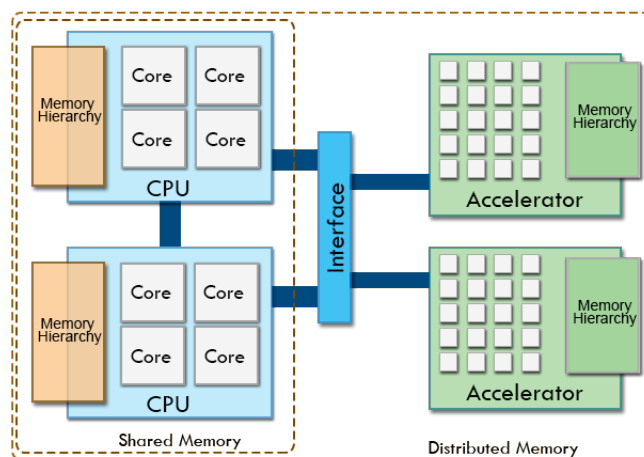 Memory
Hierarchy
Core
Core
Core
Core
CPU
Memory
Hierarchy
Core
Core
Core
Core
CPU
Shared Memory
Interface
Memory
Hierarchy
Accelerator
Memory
Hierarchy
Accelerator
Distributed Memory